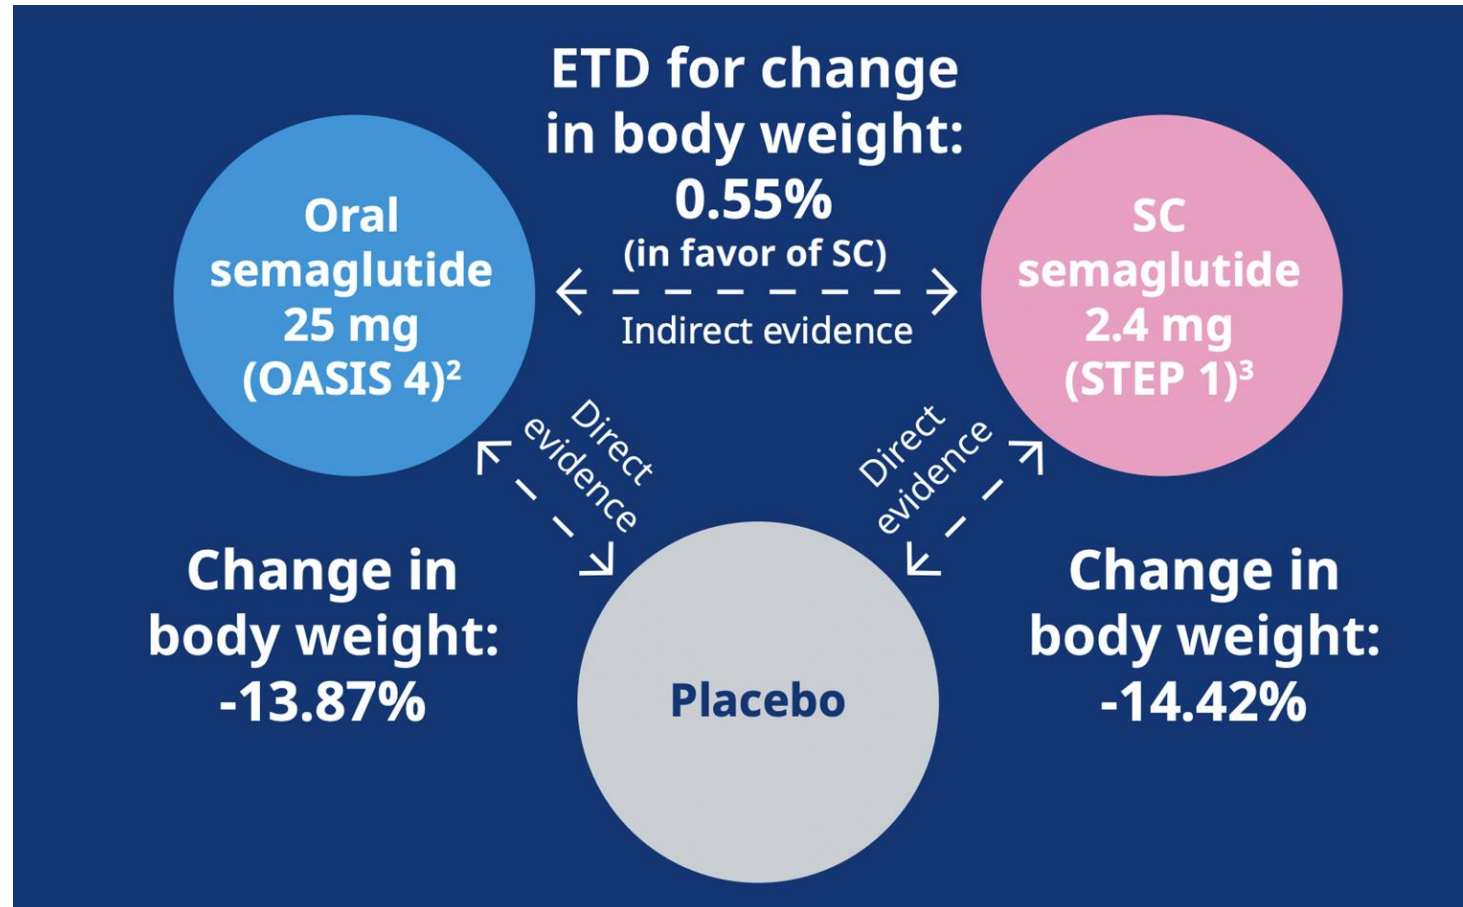 ETD for change
in body weight:
0.55%
(in favor of SC)
Indirect evidence
Oral
semaglutide
25 mg
(OASIS 4)²
SC
semaglutide
2.4 mg
(STEP 1)³
Direct
evidence
Direct
evidence
Change in
body weight:
-13.87%
Placebo
Change in
body weight:
-14.42%